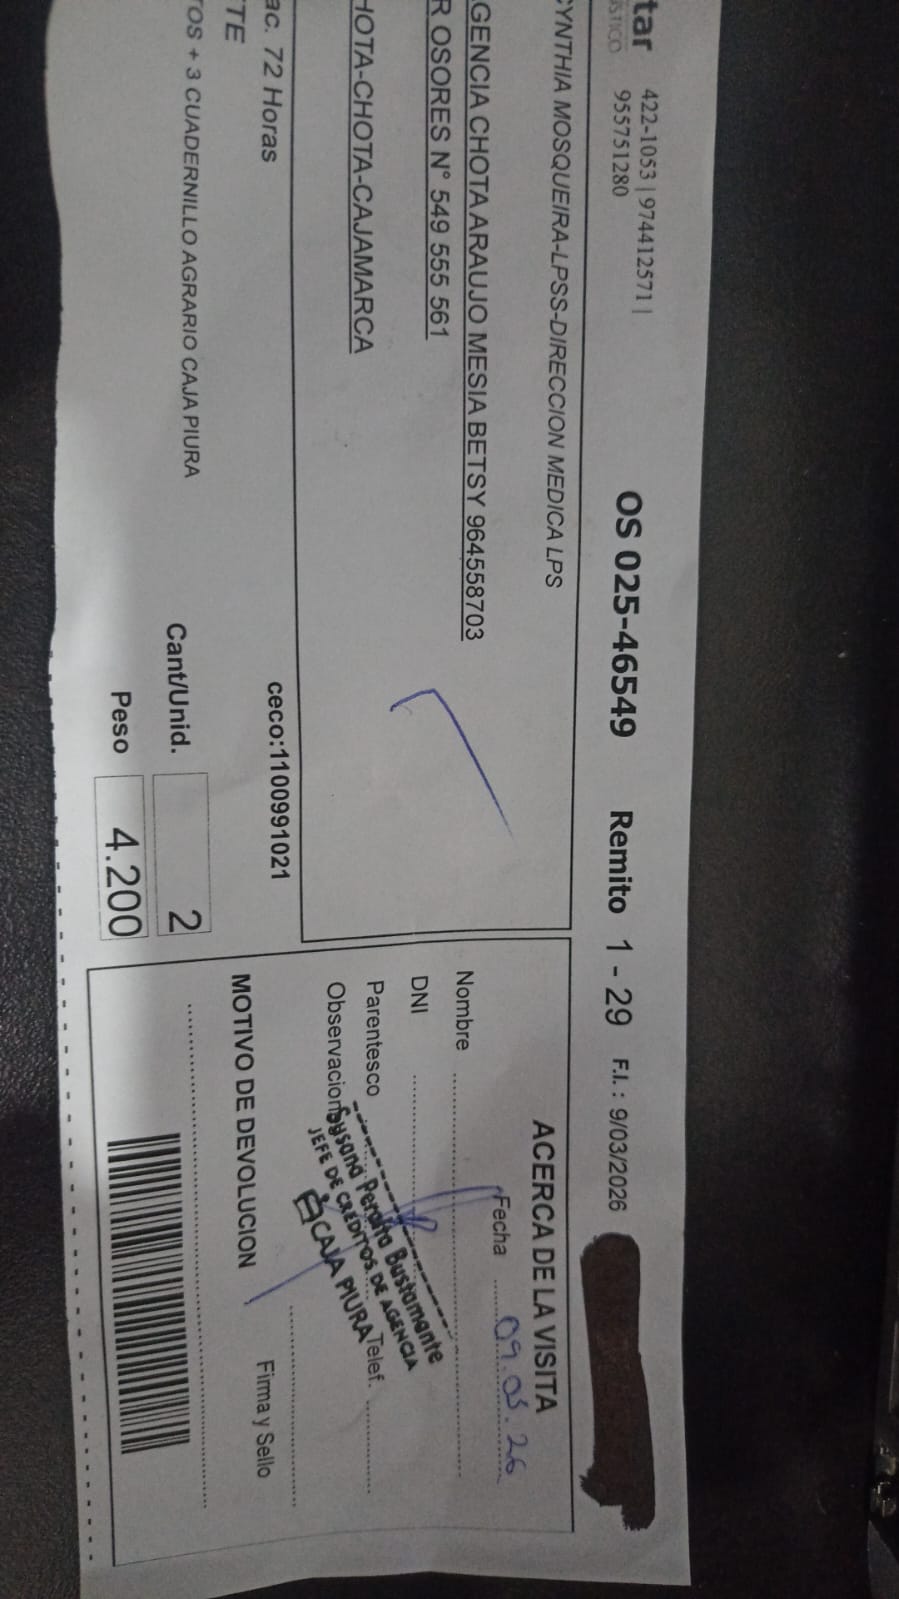 tar 422-1053 | 974412571 |
955751280
OS 025-46549 Remito 1 - 29 F.I. : 9/03/2026
CYNTHIA MOSQUEIRA-LPSS-DIRECCION MEDICA LPS
GENCIA CHOTA ARAUJO MESIA BETSY 964558703
R OSORES N° 549 555 561
HOTA-CHOTA-CAJAMARCA
ac. 72 Horas
ceco:1100991021
TE
TOS + 3 CUADERNILLO AGRARIO CAJA PIURA
Cant/Unid. 2
Peso 4.200
ACERCA DE LA VISITA
Fecha 09.03.26
Nombre
DNI
Parentesco
Telef.
Observacion
Susana Peralta Bustamante
JEFE DE CREDITOS DE AGENCIA
CAJA PIURA
Firma y Sello
MOTIVO DE DEVOLUCION